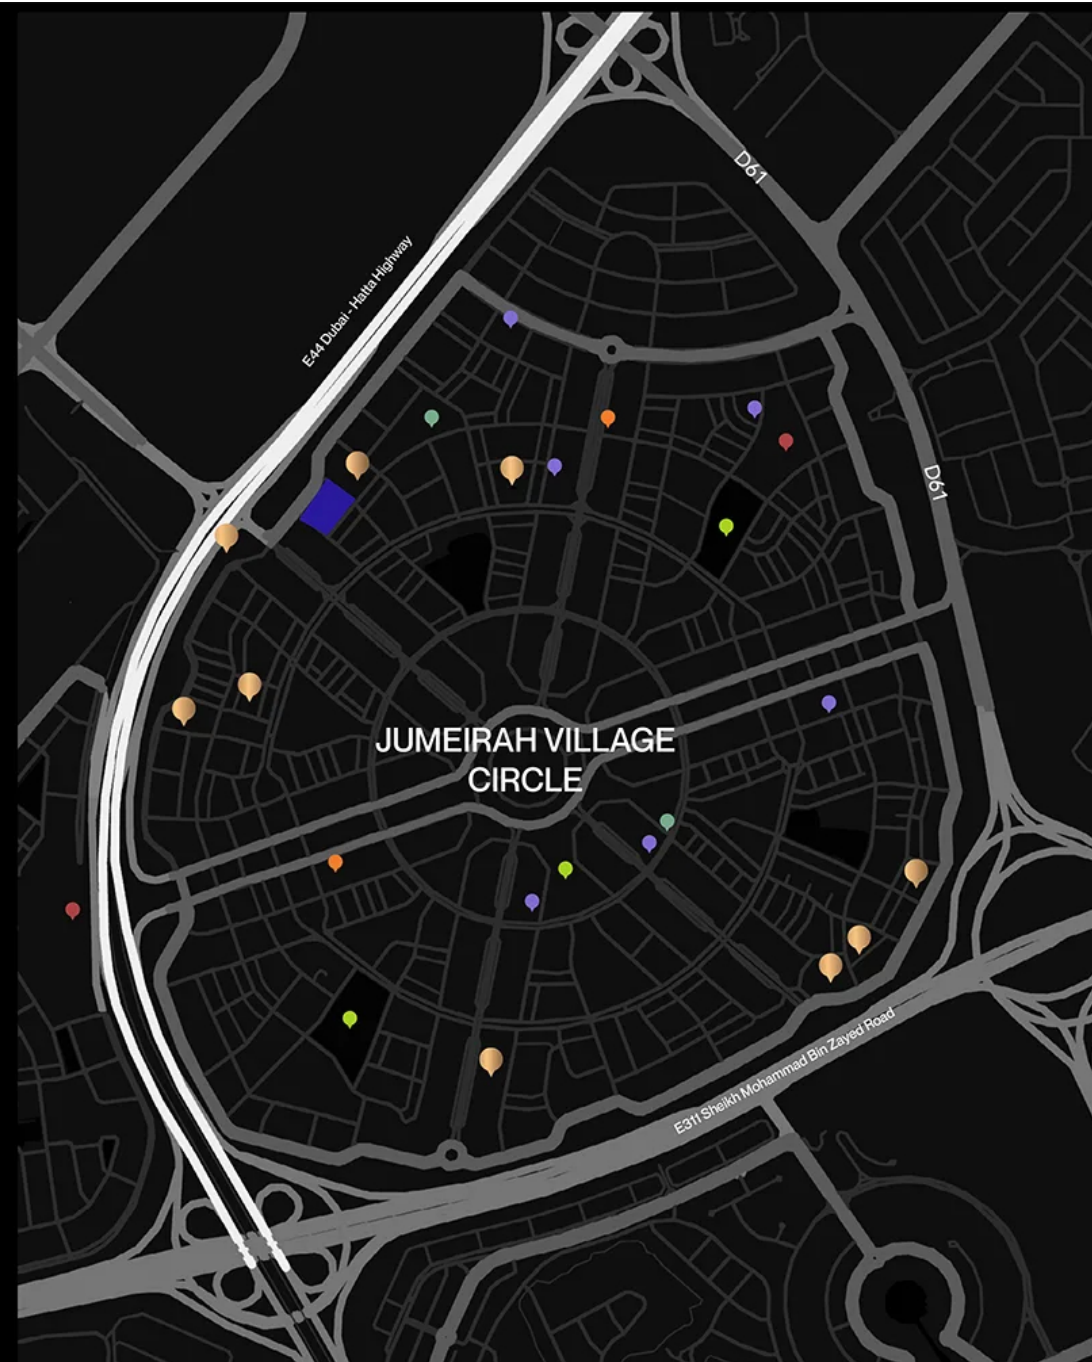 D61
E44 Dubai - Hatta Highway
D61
JUMEIRAH VILLAGE
CIRCLE
E311 Sheikh Mohammad Bin Zayed Road